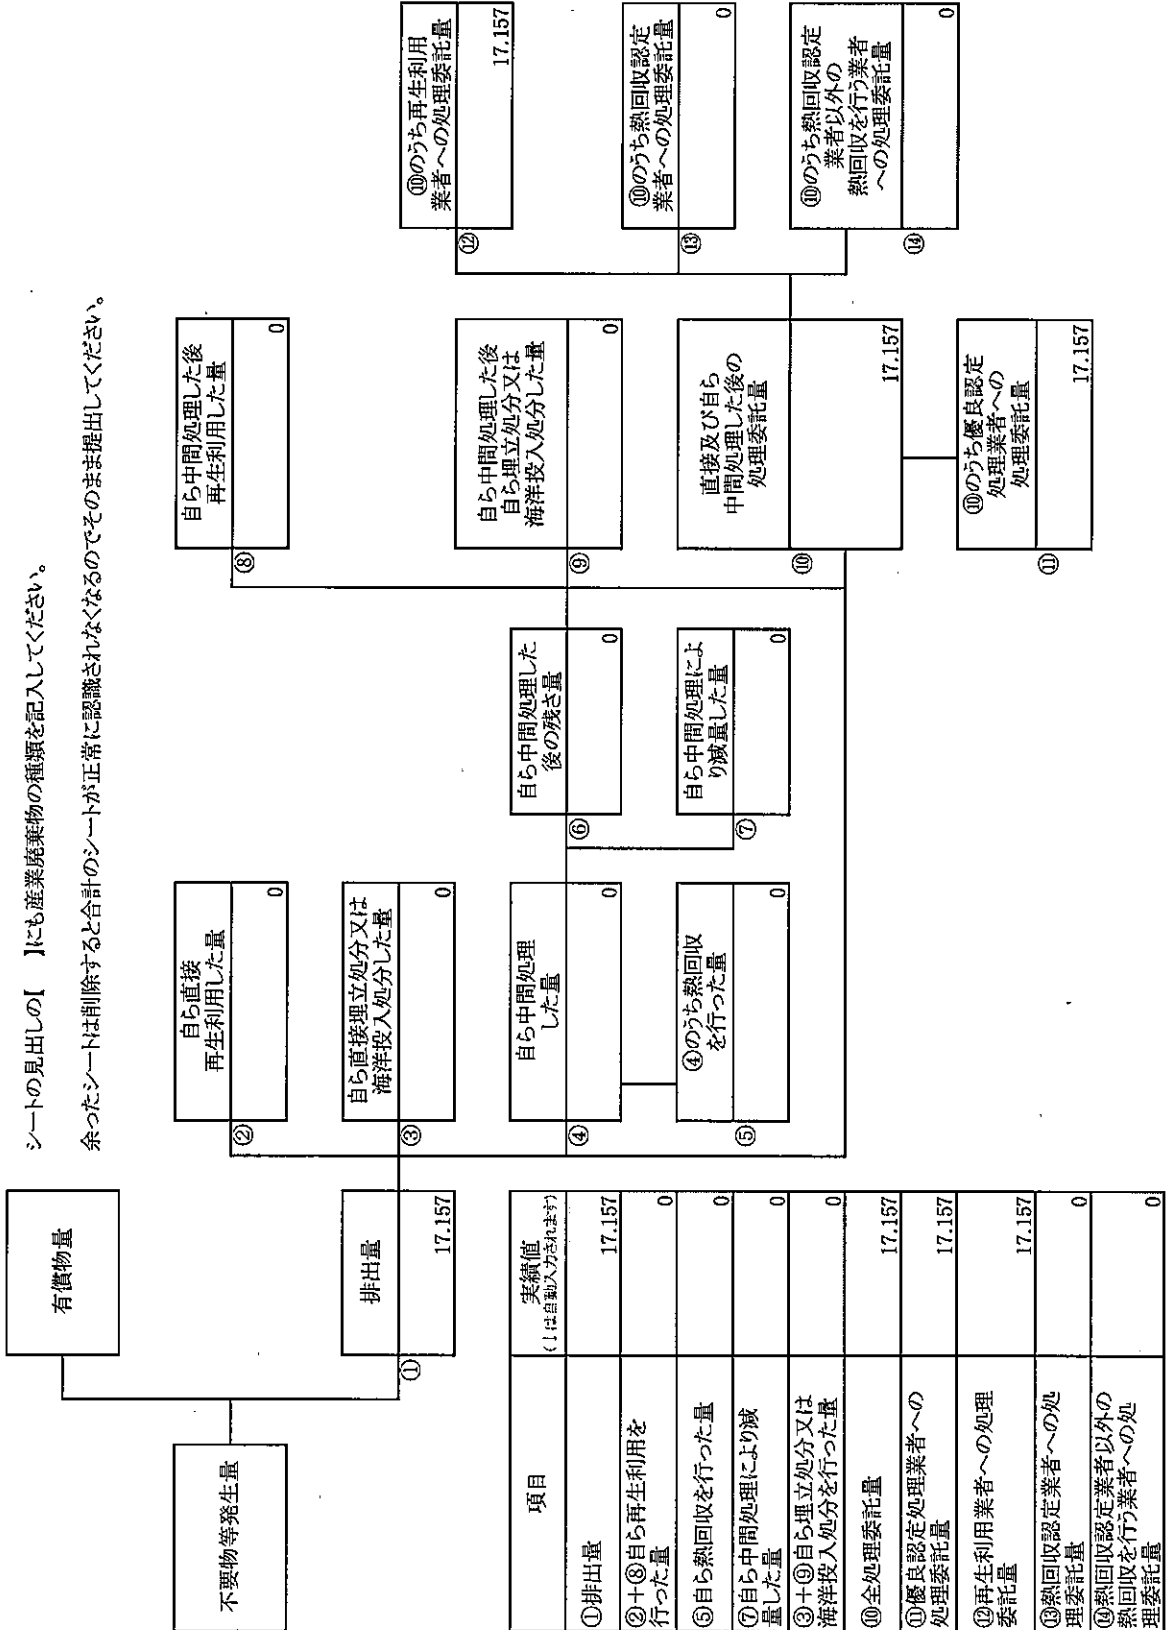 シートの見出しの【　】にも産業廃棄物の種類を記入してください。
余ったシートは削除すると合計のシートが正常に認識されなくなるのでそのまま提出してください。
不要物等発生量
有償物量
①
排出量
17.157
②
自ら直接
再生利用した量
0
③
自ら直接埋立処分又は
海洋投入処分した量
0
④
自ら中間処理
した量
0
⑤
④のうち熱回収
を行った量
0
⑥
自ら中間処理した
後の残さ量
0
⑦
自ら中間処理によ
り減量した量
0
⑧
自ら中間処理した後
再生利用した量
0
⑨
自ら中間処理した後
自ら埋立処分又は
海洋投入処分した量
0
⑩
直接及び自ら
中間処理した後の
処理委託量
17.157
⑪
⑩のうち優良認定
処理業者への
処理委託量
17.157
⑫
⑩のうち再生利用
業者への処理委託量
17.157
⑬
⑩のうち熱回収認定
業者への処理委託量
0
⑭
⑩のうち熱回収認定
業者以外の
熱回収を行う業者
への処理委託量
0
項目
実績値
(↓は自動入力されます)
①排出量
17.157
②＋⑧自ら再生利用を
行った量
0
⑤自ら熱回収を行った量
0
⑦自ら中間処理により減
量した量
0
③＋⑨自ら埋立処分又は
海洋投入処分を行った量
0
⑩全処理委託量
17.157
⑪優良認定処理業者への
処理委託量
17.157
⑫再生利用業者への処理
委託量
17.157
⑬熱回収認定業者への処
理委託量
0
⑭熱回収認定業者以外の
熱回収を行う業者への処
理委託量
0